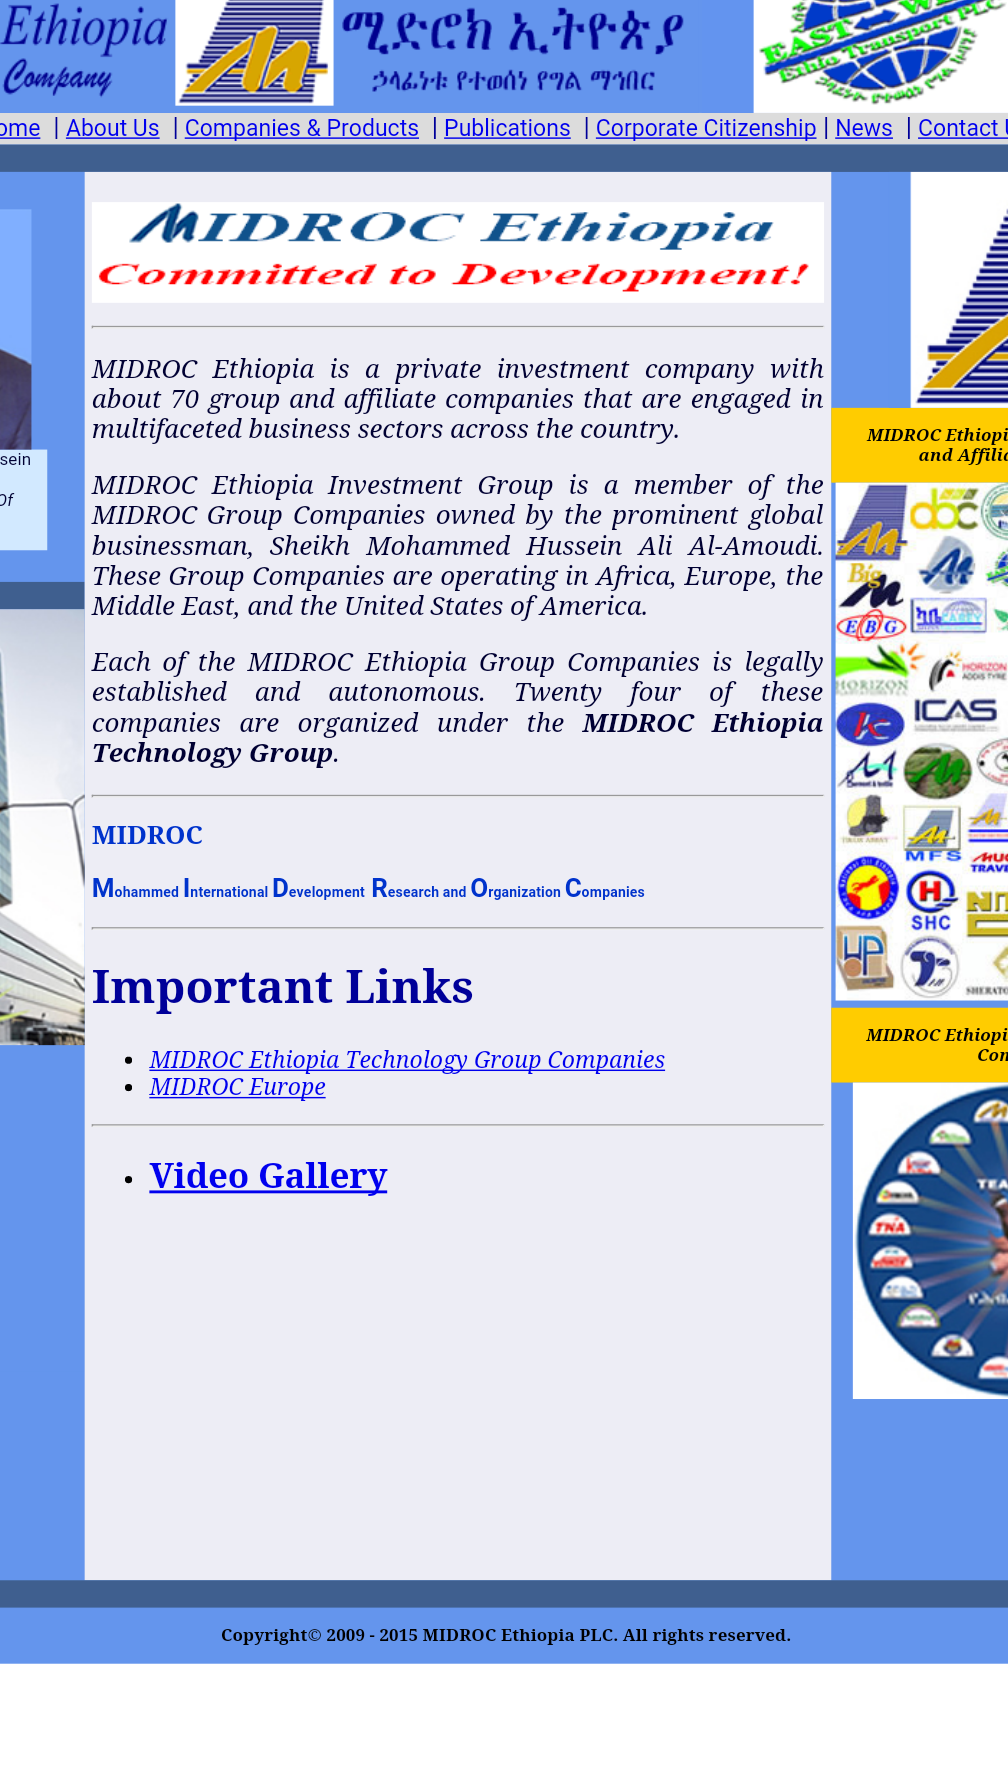 Ethiopia
Company
ሚድሮክ ኢትዮጵያ
ኃላፊነቱ የተወሰነ የግል ማኅበር
EAST WE
Ethio Transport PLC
ome | About Us | Companies & Products | Publications | Corporate Citizenship | News | Contact U
sein
Of
MIDROC Ethiopia
Committed to Development!
MIDROC Ethiopia is a private investment company with
about 70 group and affiliate companies that are engaged in
multifaceted business sectors across the country.
MIDROC Ethiopia Investment Group is a member of the
MIDROC Group Companies owned by the prominent global
businessman, Sheikh Mohammed Hussein Ali Al-Amoudi.
These Group Companies are operating in Africa, Europe, the
Middle East, and the United States of America.
Each of the MIDROC Ethiopia Group Companies is legally
established and autonomous. Twenty four of these
companies are organized under the MIDROC Ethiopia
Technology Group.
MIDROC
Mohammed International Development Research and Organization Companies
Important Links
MIDROC Ethiopia Technology Group Companies
MIDROC Europe
Video Gallery
MIDROC Ethiopi
and Affilia
dbc
Big
M
EBG
HORIZON
HORIZON
ADDIS TYRE
ICAS
MFS
MUG
TRAVE
SHC
SHERATO
MIDROC Ethiopi
Con
TEA
TNA
Copyright© 2009 - 2015 MIDROC Ethiopia PLC. All rights reserved.